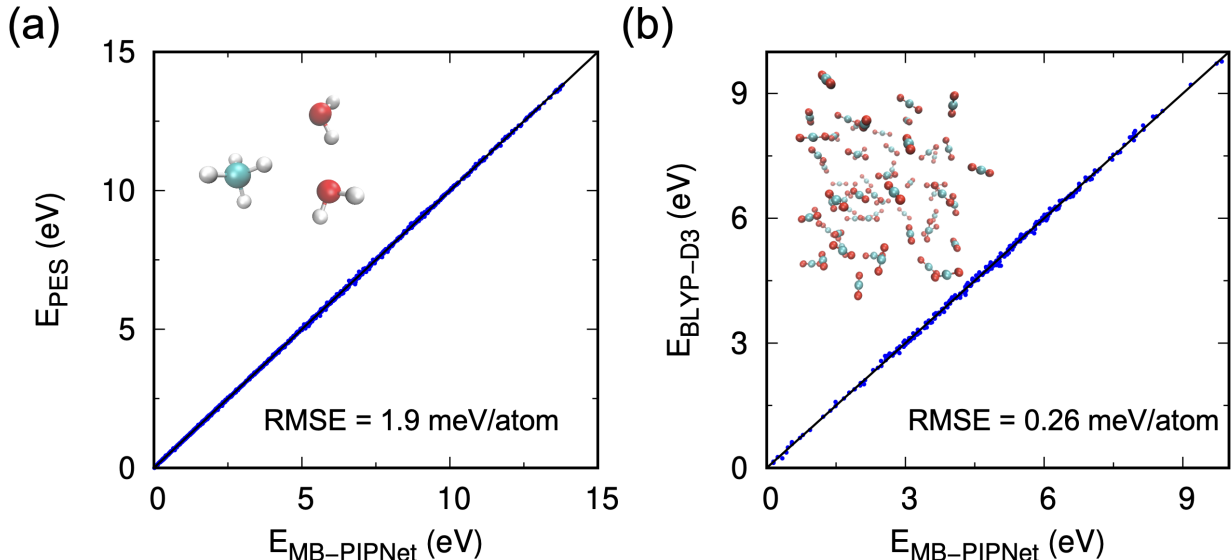 (a)
15
10
5
0
E_PES (eV)
RMSE = 1.9 meV/atom
0 5 10 15
E_MB−PIPNet (eV)
(b)
9
6
3
0
E_BLYP−D3 (eV)
RMSE = 0.26 meV/atom
0 3 6 9
E_MB−PIPNet (eV)